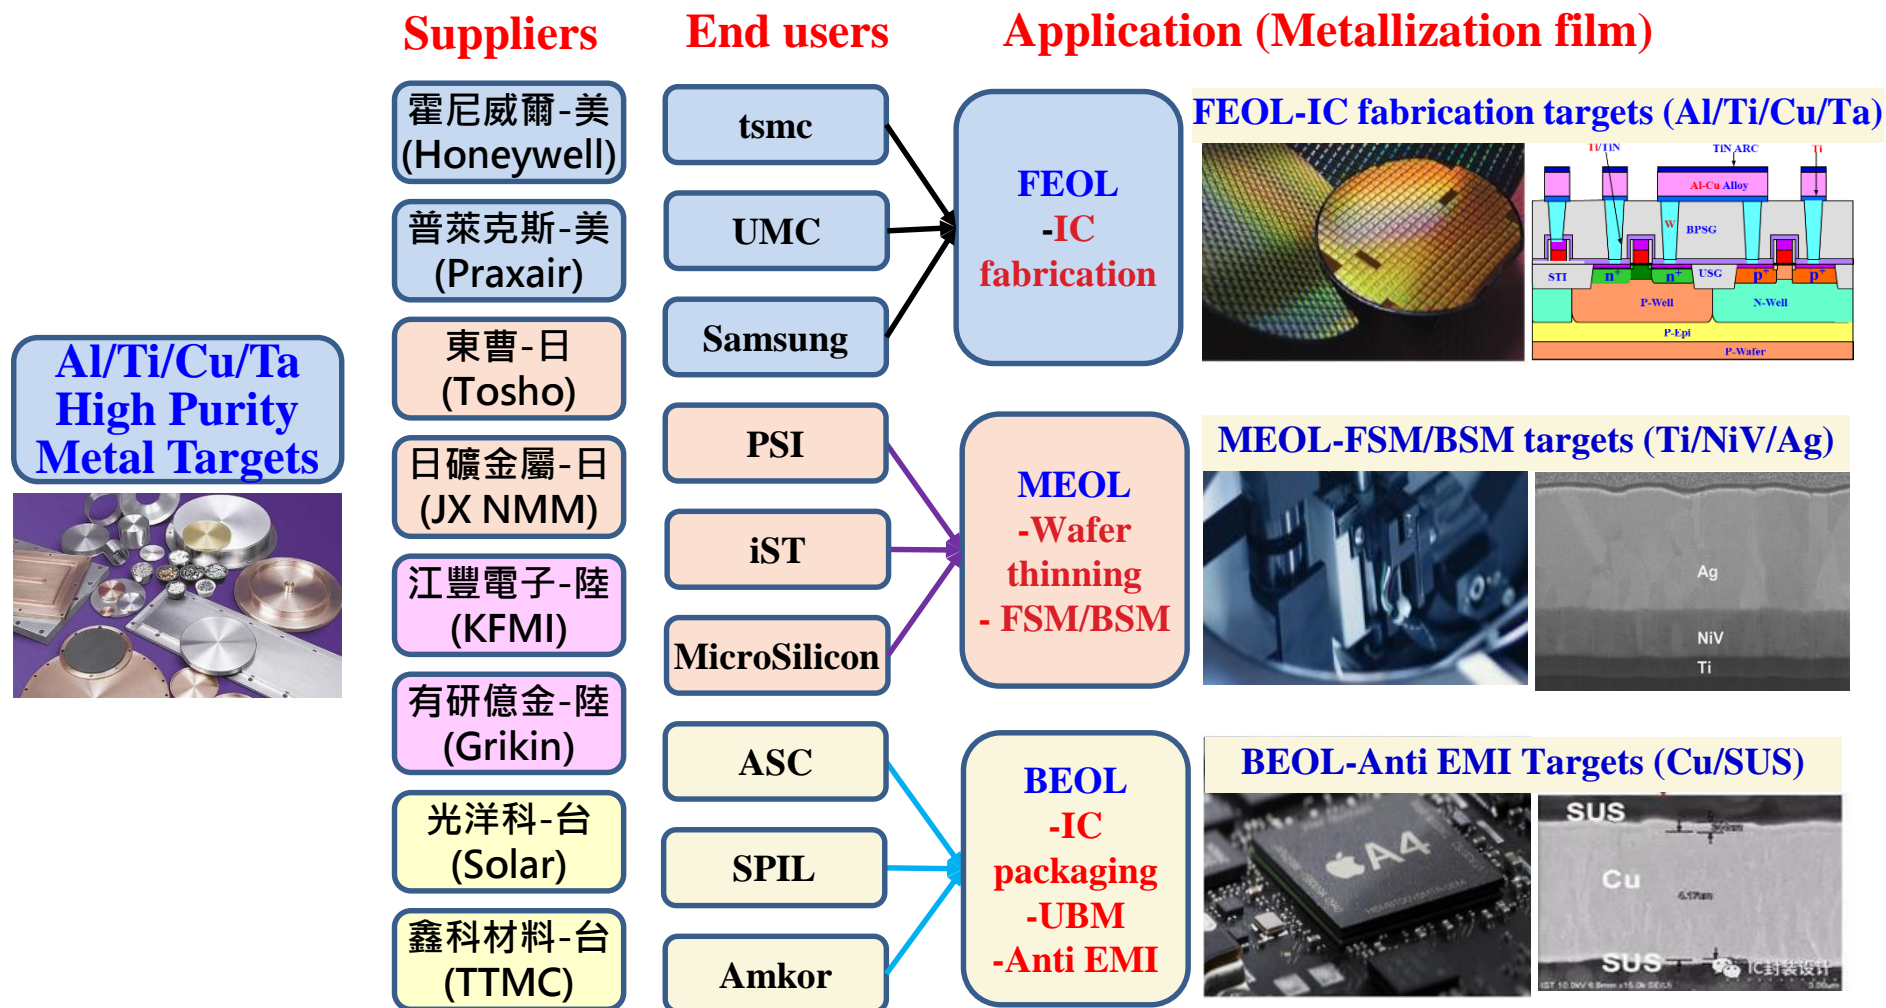 Suppliers
End users
Application (Metallization film)
Al/Ti/Cu/Ta
High Purity
Metal Targets
霍尼威爾-美
(Honeywell)
普萊克斯-美
(Praxair)
東曹-日
(Tosho)
日礦金屬-日
(JX NMM)
江豐電子-陸
(KFMI)
有研億金-陸
(Grikin)
光洋科-台
(Solar)
鑫科材料-台
(TTMC)
tsmc
UMC
Samsung
PSI
iST
MicroSilicon
ASC
SPIL
Amkor
FEOL
-IC
fabrication
MEOL
-Wafer
thinning
- FSM/BSM
BEOL
-IC
packaging
-UBM
-Anti EMI
FEOL-IC fabrication targets (Al/Ti/Cu/Ta)
Ti/TiN
TiN ARC
Ti
Al-Cu Alloy
W
BPSG
STI
n+
n+
USG
p+
p+
P-Well
N-Well
P-Epi
P-Wafer
MEOL-FSM/BSM targets (Ti/NiV/Ag)
Ag
NiV
Ti
BEOL-Anti EMI Targets (Cu/SUS)
A4
SUS
Cu
SUS
IC封裝设计